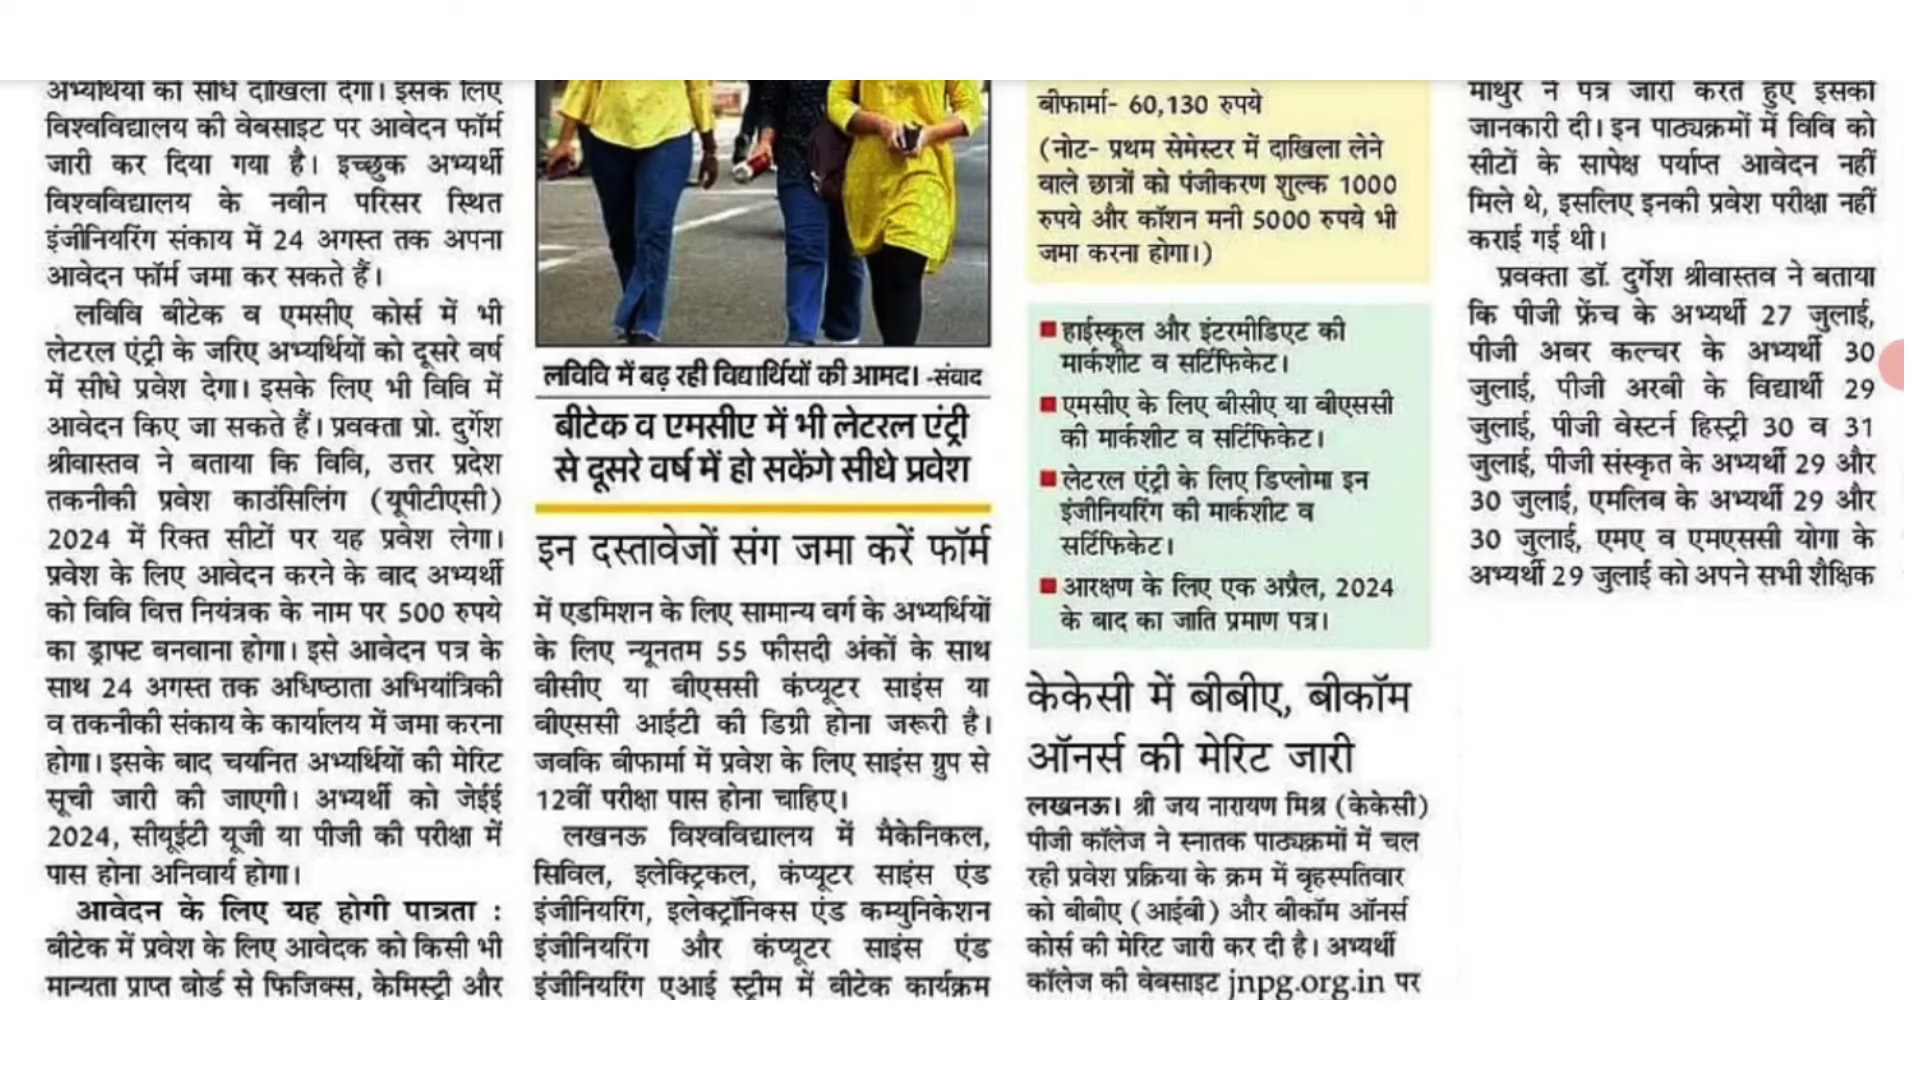 अभ्यर्थियों को सीधे दाखिला देगा। इसके लिए
विश्वविद्यालय की वेबसाइट पर आवेदन फॉर्म
जारी कर दिया गया है। इच्छुक अभ्यर्थी
विश्वविद्यालय के नवीन परिसर स्थित
इंजीनियरिंग संकाय में 24 अगस्त तक अपना
आवेदन फॉर्म जमा कर सकते हैं।
लविवि बीटेक व एमसीए कोर्स में भी
लेटरल एंट्री के जरिए अभ्यर्थियों को दूसरे वर्ष
में सीधे प्रवेश देगा। इसके लिए भी विवि में
आवेदन किए जा सकते हैं। प्रवक्ता प्रो. दुर्गेश
श्रीवास्तव ने बताया कि विवि, उत्तर प्रदेश
तकनीकी प्रवेश काउंसिलिंग (यूपीटीएसी)
2024 में रिक्त सीटों पर यह प्रवेश लेगा।
प्रवेश के लिए आवेदन करने के बाद अभ्यर्थी
को विवि वित्त नियंत्रक के नाम पर 500 रुपये
का ड्राफ्ट बनवाना होगा। इसे आवेदन पत्र के
साथ 24 अगस्त तक अधिष्ठाता अभियांत्रिकी
व तकनीकी संकाय के कार्यालय में जमा करना
होगा। इसके बाद चयनित अभ्यर्थियों की मेरिट
सूची जारी की जाएगी। अभ्यर्थी को जेईई
2024, सीयूईटी यूजी या पीजी की परीक्षा में
पास होना अनिवार्य होगा।
आवेदन के लिए यह होगी पात्रता :
बीटेक में प्रवेश के लिए आवेदक को किसी भी
मान्यता प्राप्त बोर्ड से फिजिक्स, केमिस्ट्री और
लविवि में बढ़ रही विद्यार्थियों की आमद। -संवाद
बीटेक व एमसीए में भी लेटरल एंट्री
से दूसरे वर्ष में हो सकेंगे सीधे प्रवेश
इन दस्तावेजों संग जमा करें फॉर्म
में एडमिशन के लिए सामान्य वर्ग के अभ्यर्थियों
के लिए न्यूनतम 55 फीसदी अंकों के साथ
बीसीए या बीएससी कंप्यूटर साइंस या
बीएससी आईटी की डिग्री होना जरूरी है।
जबकि बीफार्मा में प्रवेश के लिए साइंस ग्रुप से
12वीं परीक्षा पास होना चाहिए।
लखनऊ विश्वविद्यालय में मैकेनिकल,
सिविल, इलेक्ट्रिकल, कंप्यूटर साइंस एंड
इंजीनियरिंग, इलेक्ट्रॉनिक्स एंड कम्युनिकेशन
इंजीनियरिंग और कंप्यूटर साइंस एंड
इंजीनियरिंग एआई स्ट्रीम में बीटेक कार्यक्रम
बीफार्मा- 60,130 रुपये
(नोट- प्रथम सेमेस्टर में दाखिला लेने
वाले छात्रों को पंजीकरण शुल्क 1000
रुपये और कॉशन मनी 5000 रुपये भी
जमा करना होगा।)
हाईस्कूल और इंटरमीडिएट की
मार्कशीट व सर्टिफिकेट।
एमसीए के लिए बीसीए या बीएससी
की मार्कशीट व सर्टिफिकेट।
लेटरल एंट्री के लिए डिप्लोमा इन
इंजीनियरिंग की मार्कशीट व
सर्टिफिकेट।
आरक्षण के लिए एक अप्रैल, 2024
के बाद का जाति प्रमाण पत्र।
केकेसी में बीबीए, बीकॉम
ऑनर्स की मेरिट जारी
लखनऊ। श्री जय नारायण मिश्र (केकेसी)
पीजी कॉलेज ने स्नातक पाठ्यक्रमों में चल
रही प्रवेश प्रक्रिया के क्रम में बृहस्पतिवार
को बीबीए (आईबी) और बीकॉम ऑनर्स
कोर्स की मेरिट जारी कर दी है। अभ्यर्थी
कॉलेज की वेबसाइट jnpg.org.in पर
माथुर ने पत्र जारी करते हुए इसकी
जानकारी दी। इन पाठ्यक्रमों में विवि को
सीटों के सापेक्ष पर्याप्त आवेदन नहीं
मिले थे, इसलिए इनकी प्रवेश परीक्षा नहीं
कराई गई थी।
प्रवक्ता डॉ. दुर्गेश श्रीवास्तव ने बताया
कि पीजी फ्रेंच के अभ्यर्थी 27 जुलाई,
पीजी अबर कल्चर के अभ्यर्थी 30
जुलाई, पीजी अरबी के विद्यार्थी 29
जुलाई, पीजी वेस्टर्न हिस्ट्री 30 व 31
जुलाई, पीजी संस्कृत के अभ्यर्थी 29 और
30 जुलाई, एमलिब के अभ्यर्थी 29 और
30 जुलाई, एमए व एमएससी योगा के
अभ्यर्थी 29 जुलाई को अपने सभी शैक्षिक